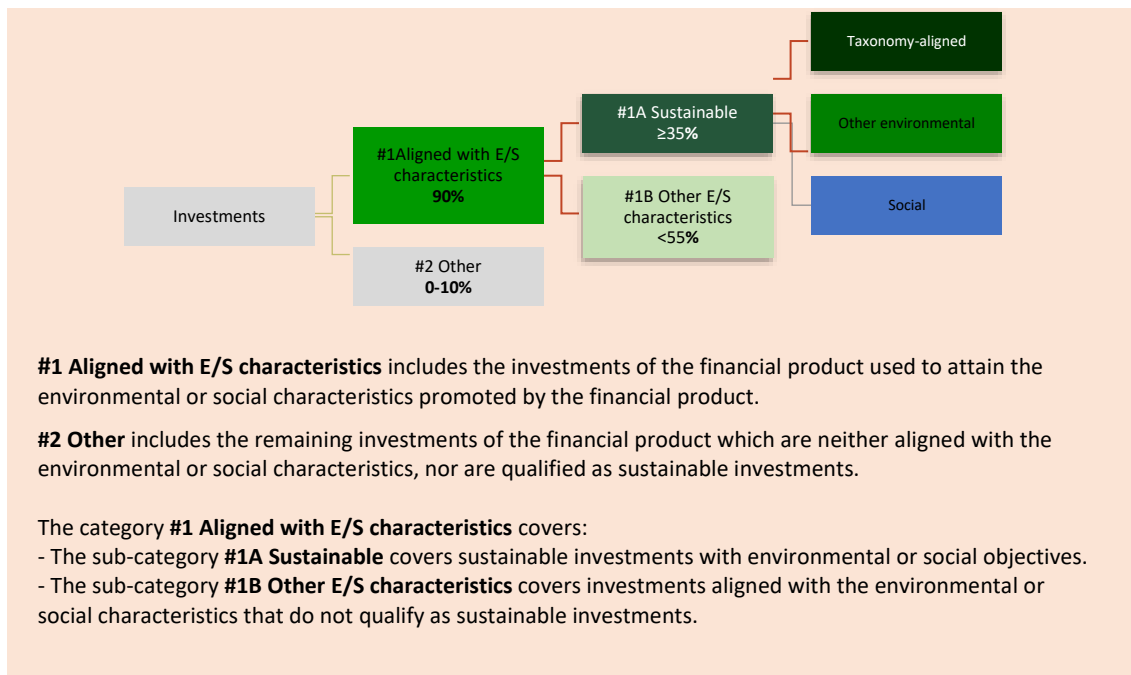 Taxonomy-aligned
#1A Sustainable
≥35%
Other environmental
#1Aligned with E/S
characteristics
90%
#1B Other E/S
characteristics
<55%
Social
Investments
#2 Other
0-10%
#1 Aligned with E/S characteristics includes the investments of the financial product used to attain the
environmental or social characteristics promoted by the financial product.
#2 Other includes the remaining investments of the financial product which are neither aligned with the
environmental or social characteristics, nor are qualified as sustainable investments.
The category #1 Aligned with E/S characteristics covers:
- The sub-category #1A Sustainable covers sustainable investments with environmental or social objectives.
- The sub-category #1B Other E/S characteristics covers investments aligned with the environmental or
social characteristics that do not qualify as sustainable investments.